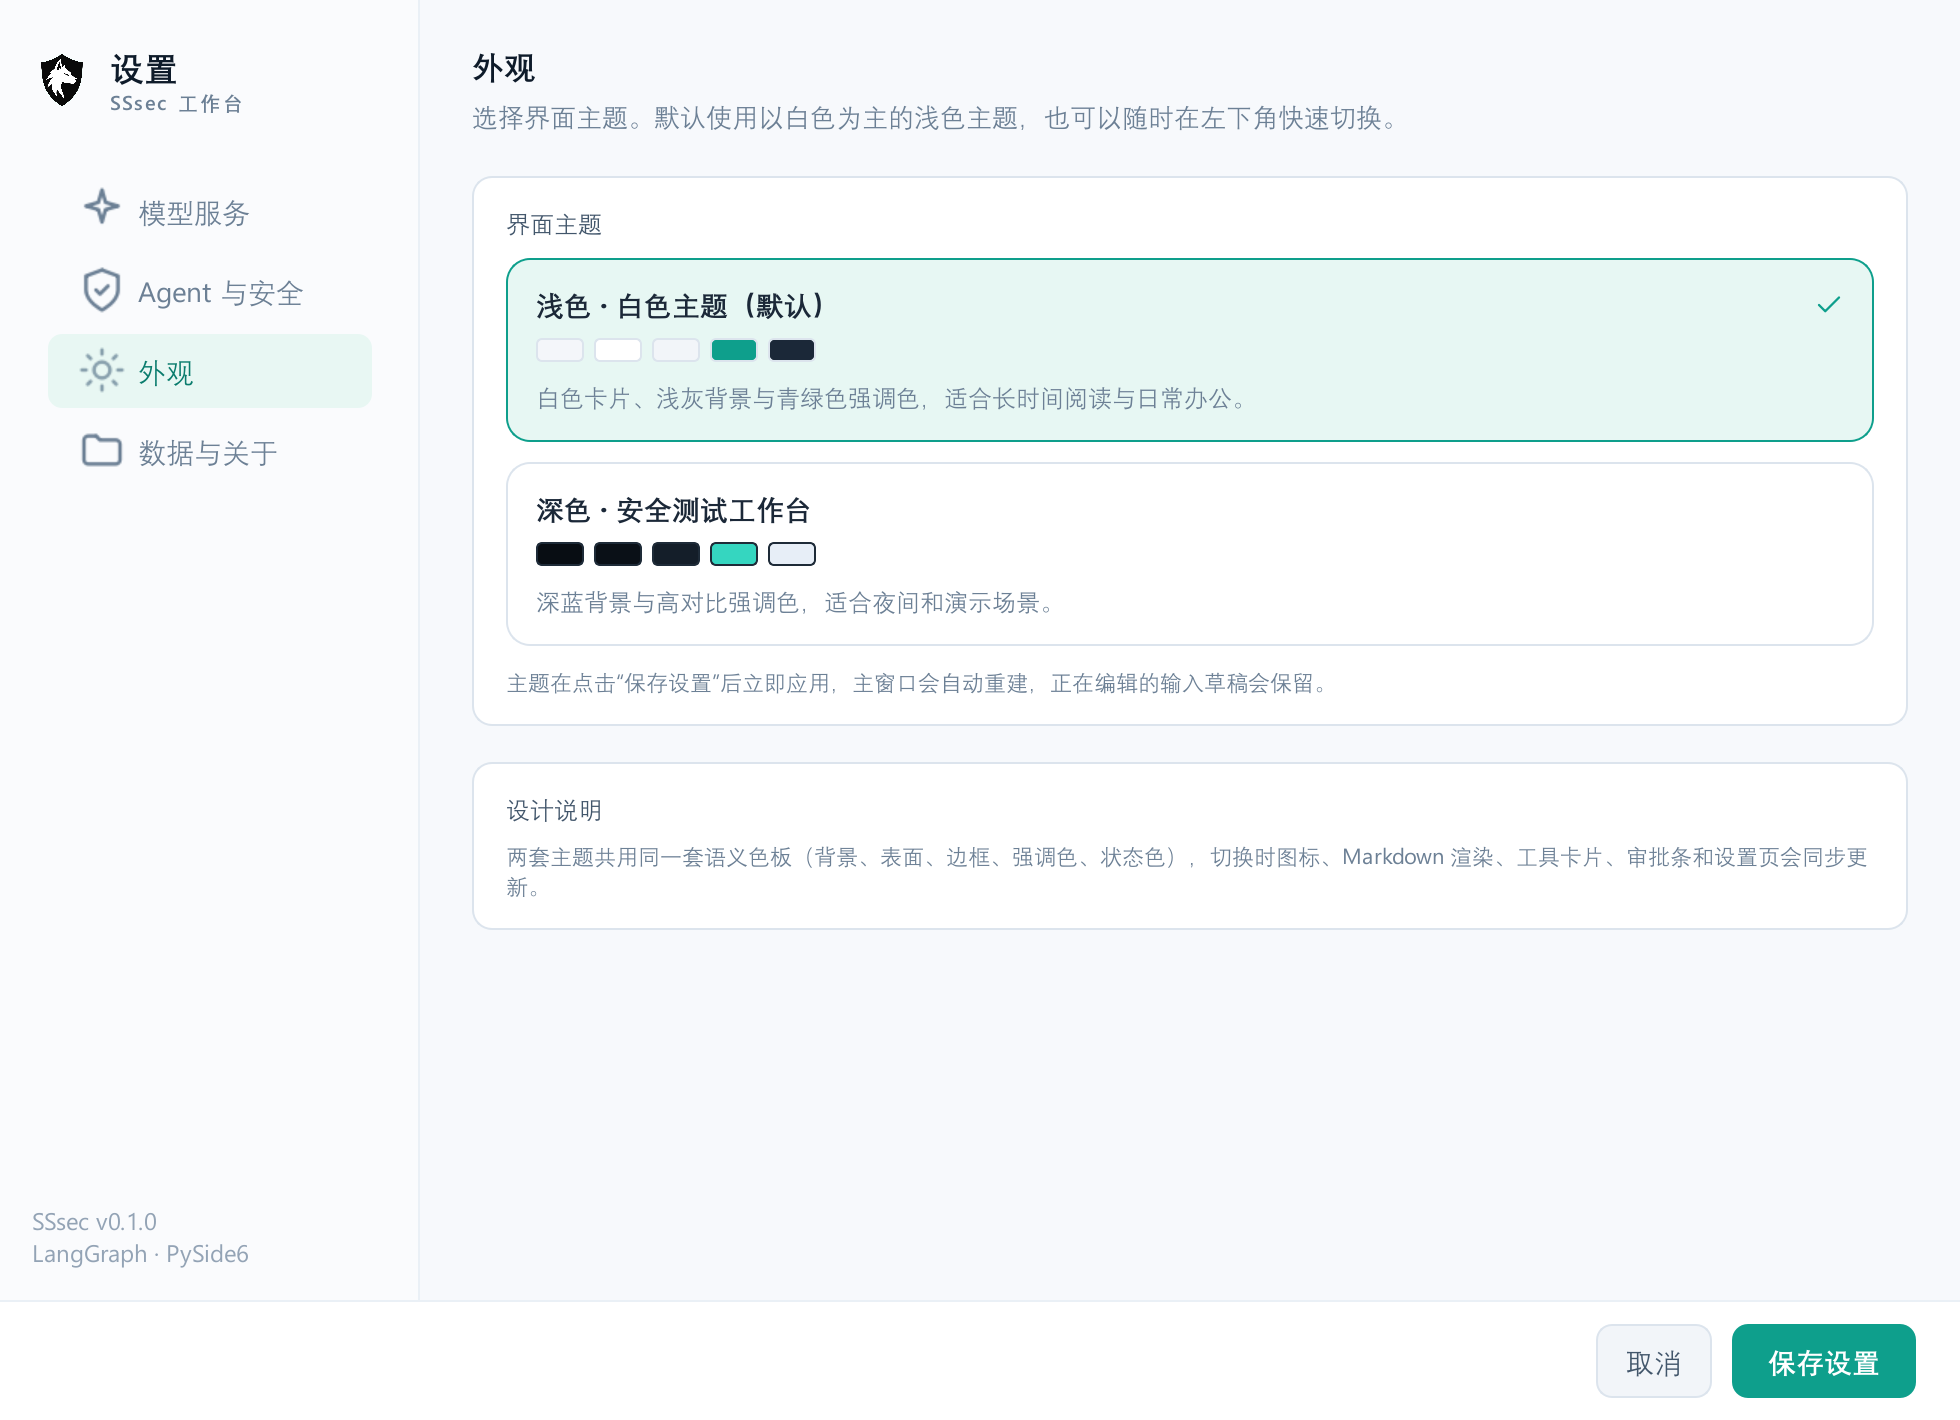 设置
SSsec 工作台
模型服务
Agent 与安全
外观
数据与关于
SSsec v0.1.0
LangGraph · PySide6
外观
选择界面主题。默认使用以白色为主的浅色主题，也可以随时在左下角快速切换。
界面主题
浅色 · 白色主题（默认）
白色卡片、浅灰背景与青绿色强调色，适合长时间阅读与日常办公。
深色 · 安全测试工作台
深蓝背景与高对比强调色，适合夜间和演示场景。
主题在点击“保存设置”后立即应用，主窗口会自动重建，正在编辑的输入草稿会保留。
设计说明
两套主题共用同一套语义色板（背景、表面、边框、强调色、状态色），切换时图标、Markdown 渲染、工具卡片、审批条和设置页会同步更
新。
取消
保存设置